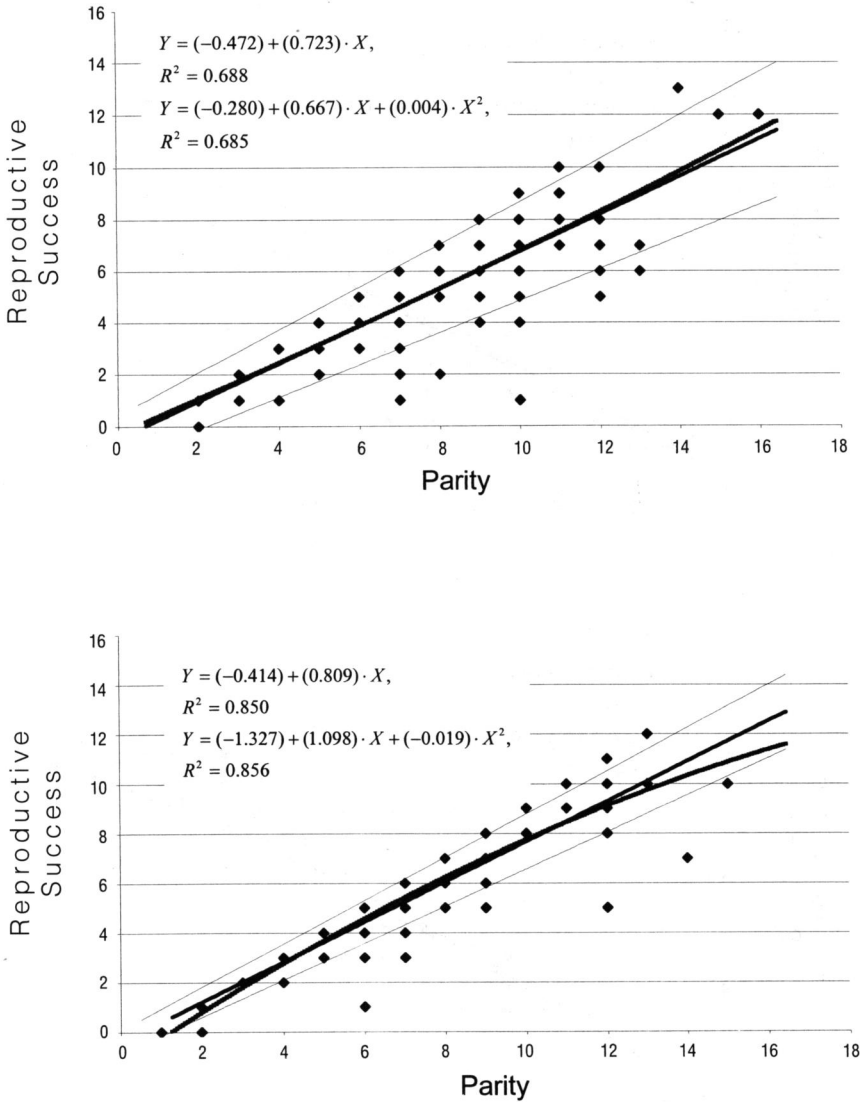 16
14
12
10
8
6
4
2
0
Reproductive
Success
Y = (−0.472) + (0.723) · X,
R² = 0.688
Y = (−0.280) + (0.667) · X + (0.004) · X²,
R² = 0.685
0 2 4 6 8 10 12 14 16 18
Parity
16
14
12
10
8
6
4
2
0
Reproductive
Success
Y = (−0.414) + (0.809) · X,
R² = 0.850
Y = (−1.327) + (1.098) · X + (−0.019) · X²,
R² = 0.856
0 2 4 6 8 10 12 14 16 18
Parity